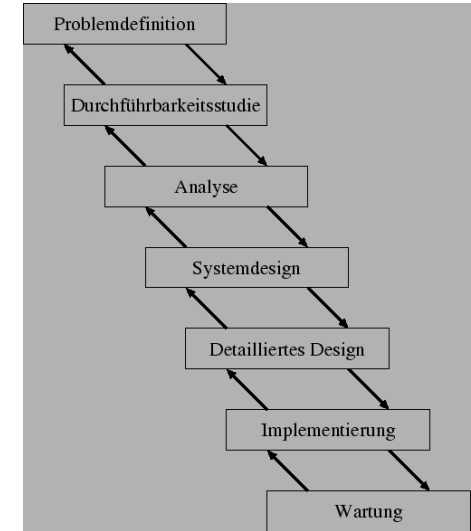 Problemdefinition
Durchführbarkeitsstudie
Analyse
Systemdesign
Detailliertes Design
Implementierung
Wartung